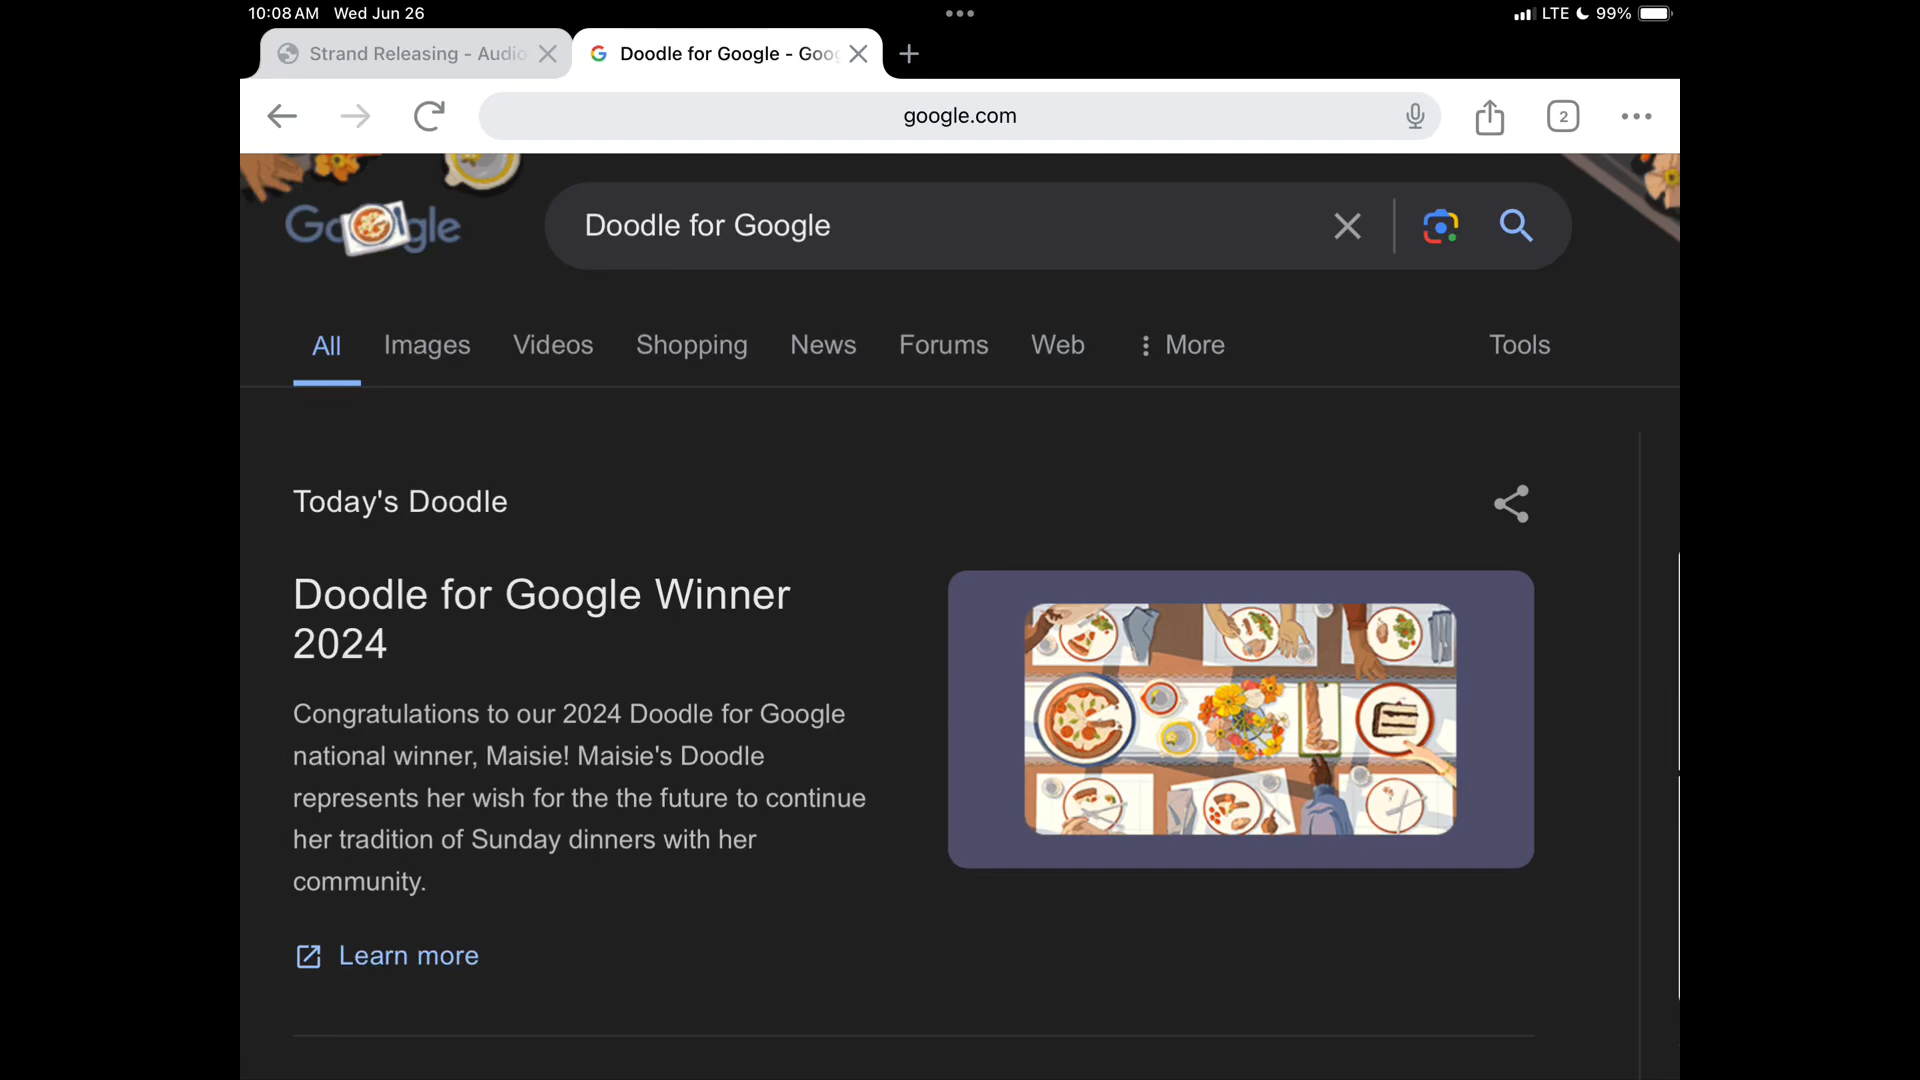 10:08 AM Wed Jun 26
LTE 99%
Strand Releasing - Audio
Doodle for Google - Goog
google.com
2
Google
Doodle for Google
All Images Videos Shopping News Forums Web More Tools
Today's Doodle
Doodle for Google Winner
2024
Congratulations to our 2024 Doodle for Google
national winner, Maisie! Maisie's Doodle
represents her wish for the the future to continue
her tradition of Sunday dinners with her
community.
Learn more